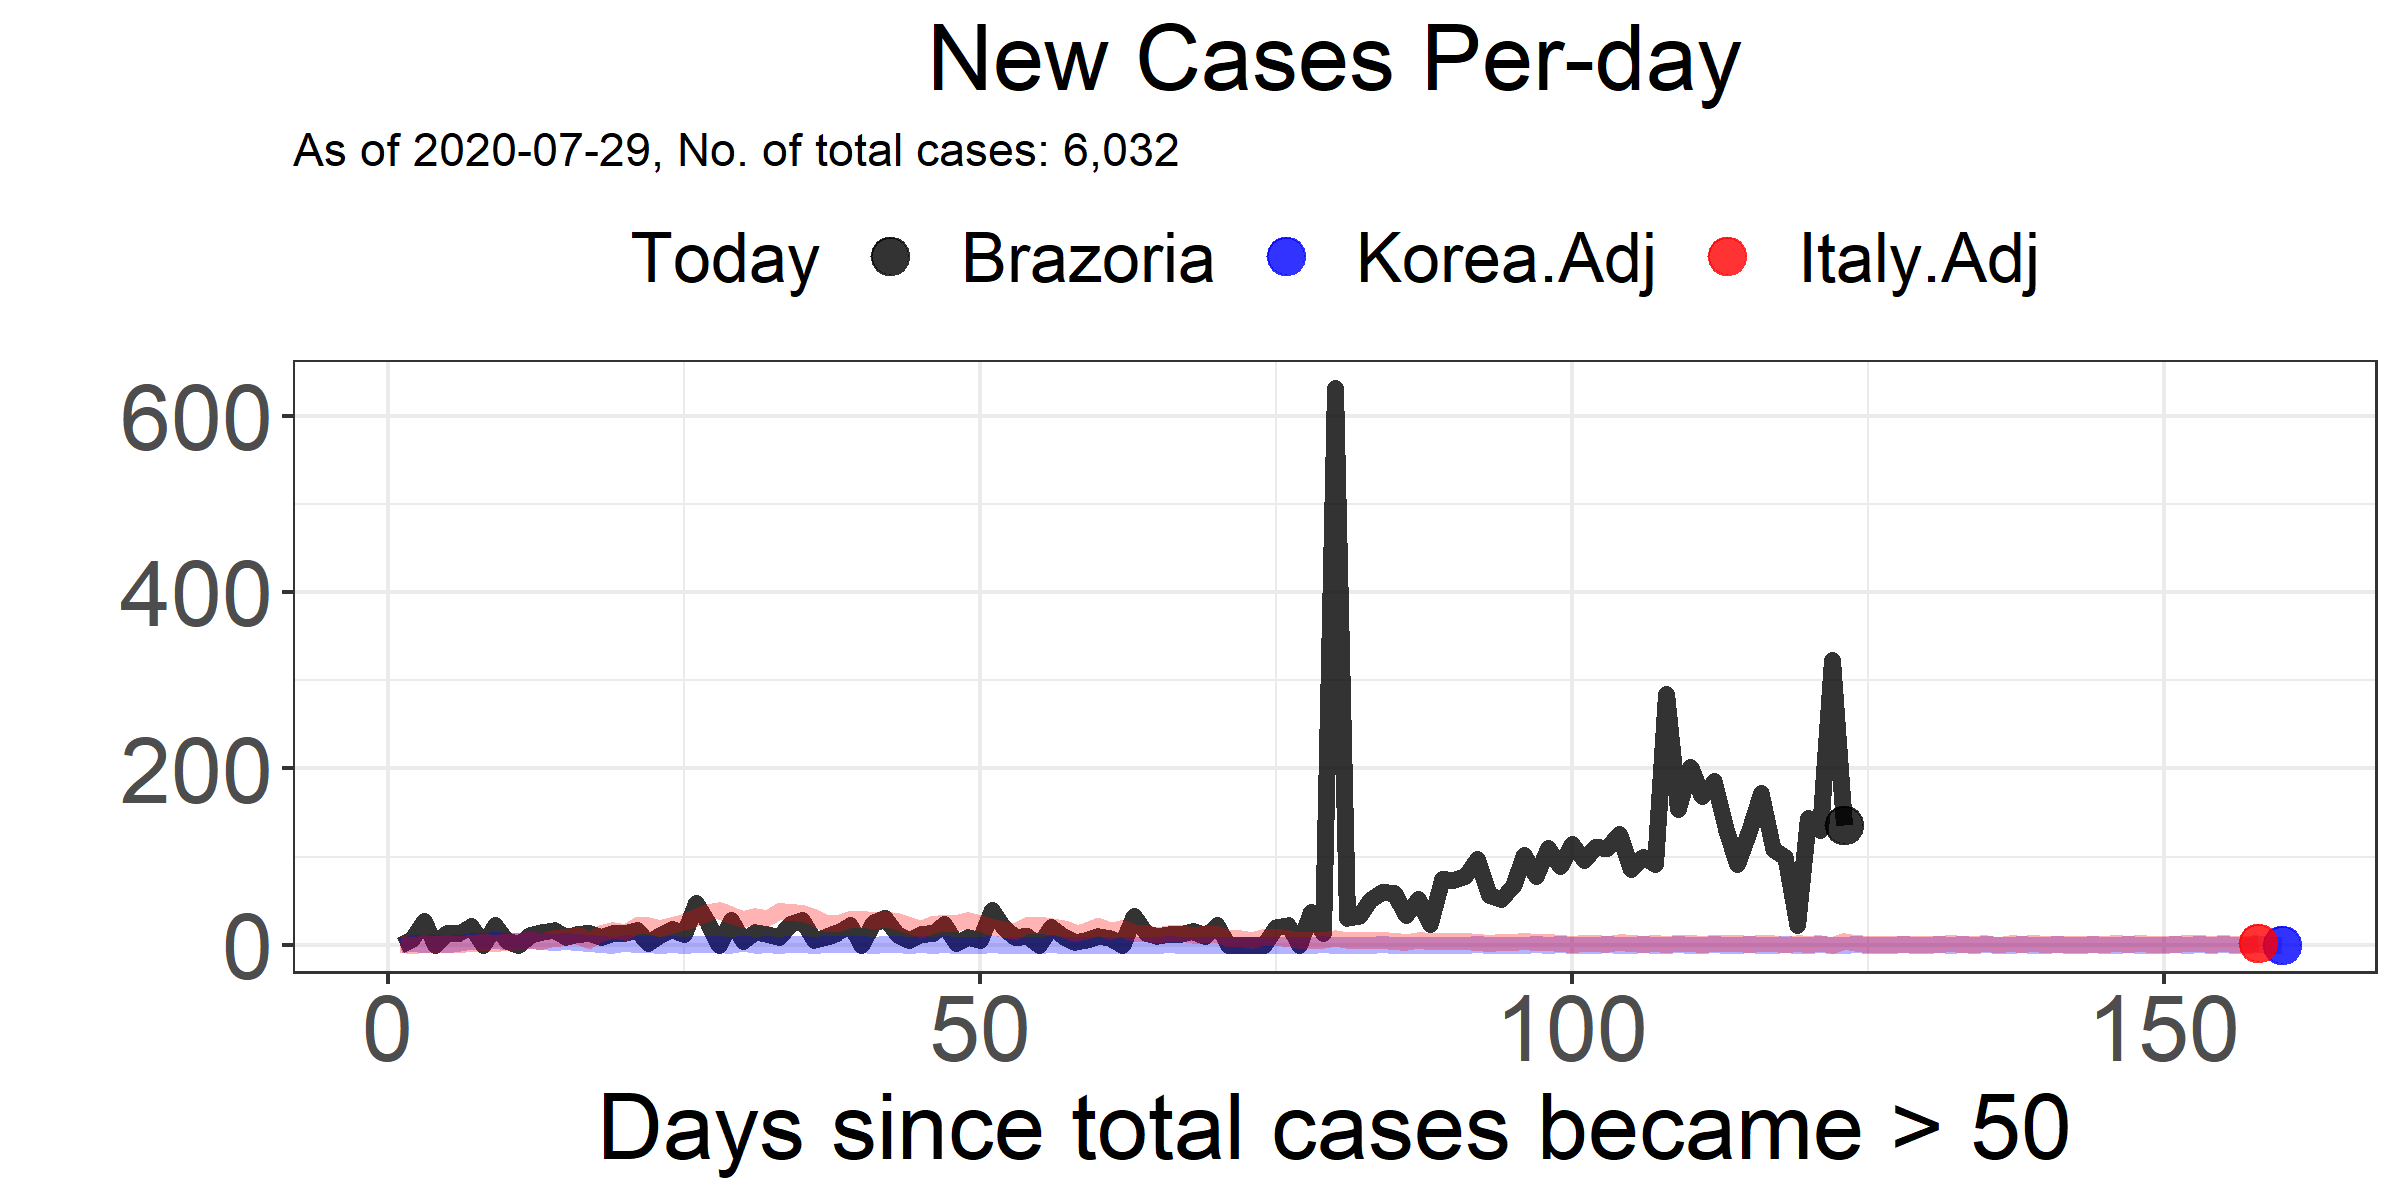 New Cases Per-day
As of 2020-07-29, No. of total cases: 6,032
Today Brazoria Korea.Adj Italy.Adj
600
400
200
0
0 50 100 150
Days since total cases became > 50